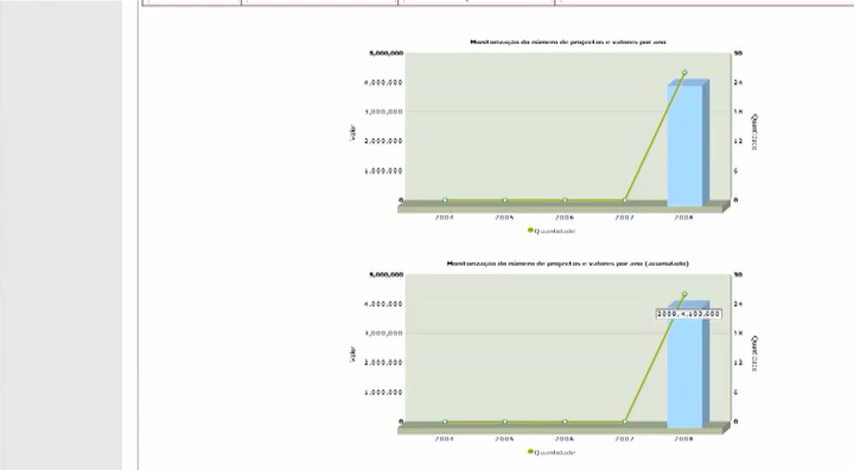 Monitorização do número de projectos e valores por ano
5,000,000
4,000,000
3,000,000
2,000,000
1,000,000
0
Valor
30
24
18
12
6
0
Quantidade
2004 2005 2006 2007 2008
Quantidade
Monitorização do número de projectos e valores por ano (acumulado)
5,000,000
4,000,000
3,000,000
2,000,000
1,000,000
0
Valor
30
24
18
12
6
0
Quantidade
2004 2005 2006 2007 2008
Quantidade